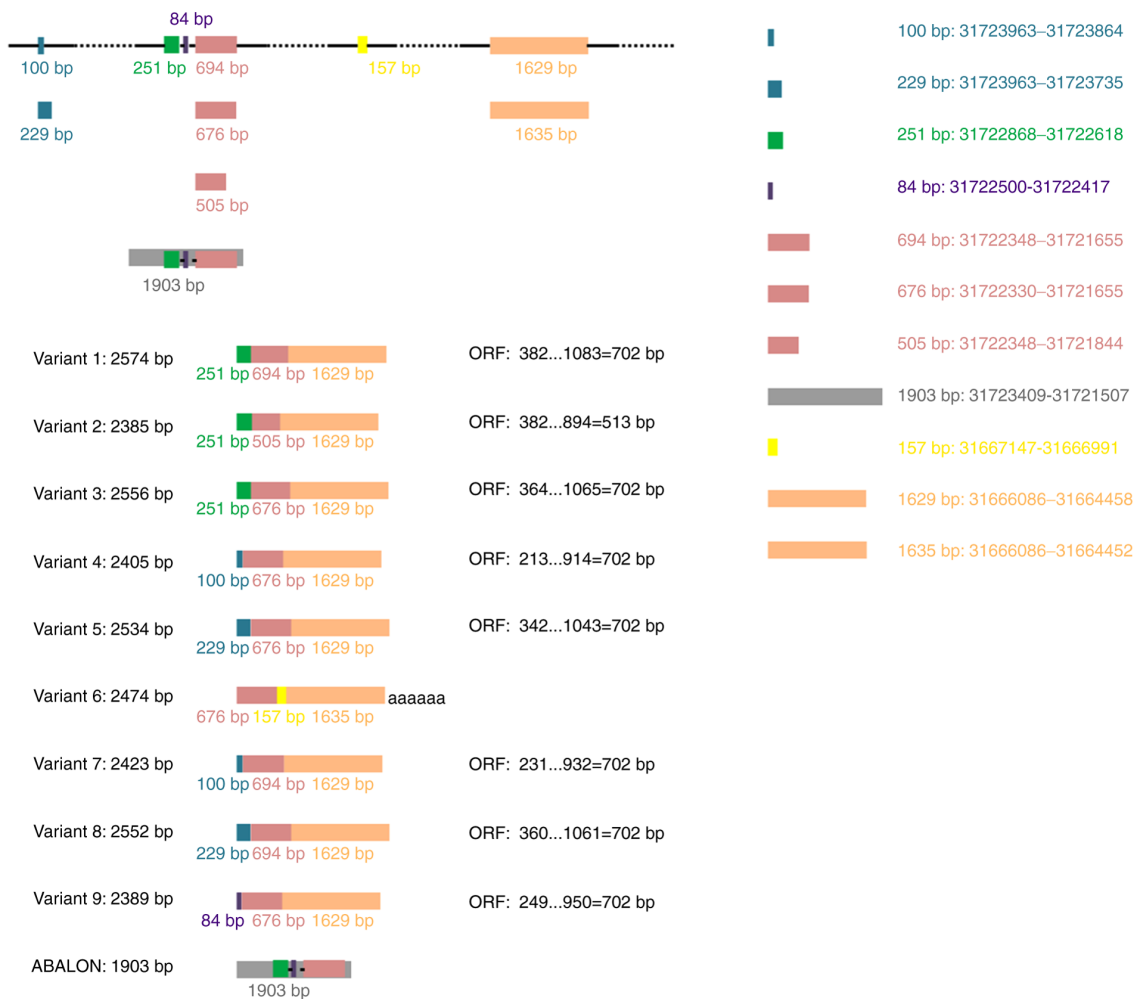 84 bp
100 bp
251 bp
694 bp
157 bp
1629 bp
229 bp
676 bp
1635 bp
505 bp
1903 bp
100 bp: 31723963–31723864
229 bp: 31723963–31723735
251 bp: 31722868–31722618
84 bp: 31722500-31722417
694 bp: 31722348–31721655
676 bp: 31722330–31721655
505 bp: 31722348–31721844
1903 bp: 31723409-31721507
157 bp: 31667147-31666991
1629 bp: 31666086–31664458
1635 bp: 31666086–31664452
Variant 1: 2574 bp
251 bp 694 bp 1629 bp
ORF: 382...1083=702 bp
Variant 2: 2385 bp
251 bp 505 bp 1629 bp
ORF: 382...894=513 bp
Variant 3: 2556 bp
251 bp 676 bp 1629 bp
ORF: 364...1065=702 bp
Variant 4: 2405 bp
100 bp 676 bp 1629 bp
ORF: 213...914=702 bp
Variant 5: 2534 bp
229 bp 676 bp 1629 bp
ORF: 342...1043=702 bp
Variant 6: 2474 bp
aaaaaa
676 bp 157 bp 1635 bp
Variant 7: 2423 bp
100 bp 694 bp 1629 bp
ORF: 231...932=702 bp
Variant 8: 2552 bp
229 bp 694 bp 1629 bp
ORF: 360...1061=702 bp
Variant 9: 2389 bp
84 bp 676 bp 1629 bp
ORF: 249...950=702 bp
ABALON: 1903 bp
1903 bp